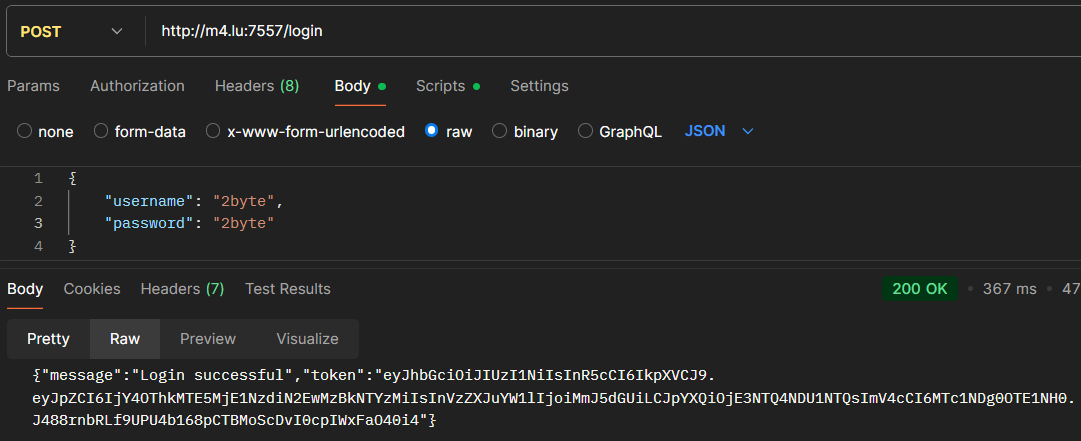 POST http://m4.lu:7557/login
Params Authorization Headers (8) Body Scripts Settings
none form-data x-www-form-urlencoded raw binary GraphQL JSON
1 {
2 "username": "2byte",
3 "password": "2byte"
4 }
Body Cookies Headers (7) Test Results 200 OK 367 ms 47
Pretty Raw Preview Visualize
{"message":"Login successful","token":"eyJhbGciOiJIUzI1NiIsInR5cCI6IkpXVCJ9.
eyJpZCI6IjY4OThkMTE5MjE1NzdiN2EwMzBkNTYzMiIsInVzZXJuYW1lIjoiMmJ5dGUiLCJpYXQiOjE3NTQ4NDU1NTQsImV4cCI6MTc1NDg0OTE1NH0.
J488rnbRLf9UPU4b168pCTBMoScDvI0cpIWxFaO40i4"}